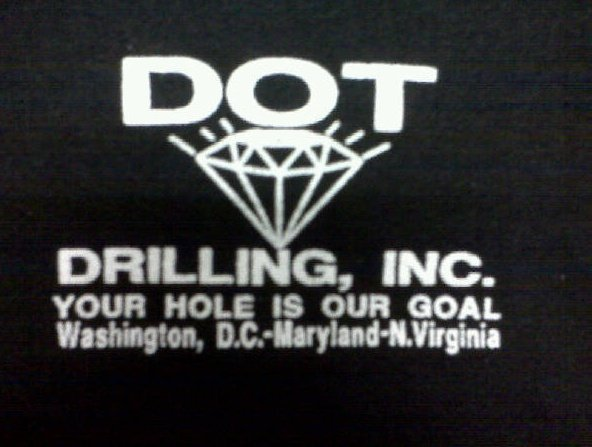 DOT
DRILLING, INC.
YOUR HOLE IS OUR GOAL
Washington, D.C.-Maryland-N.Virginia